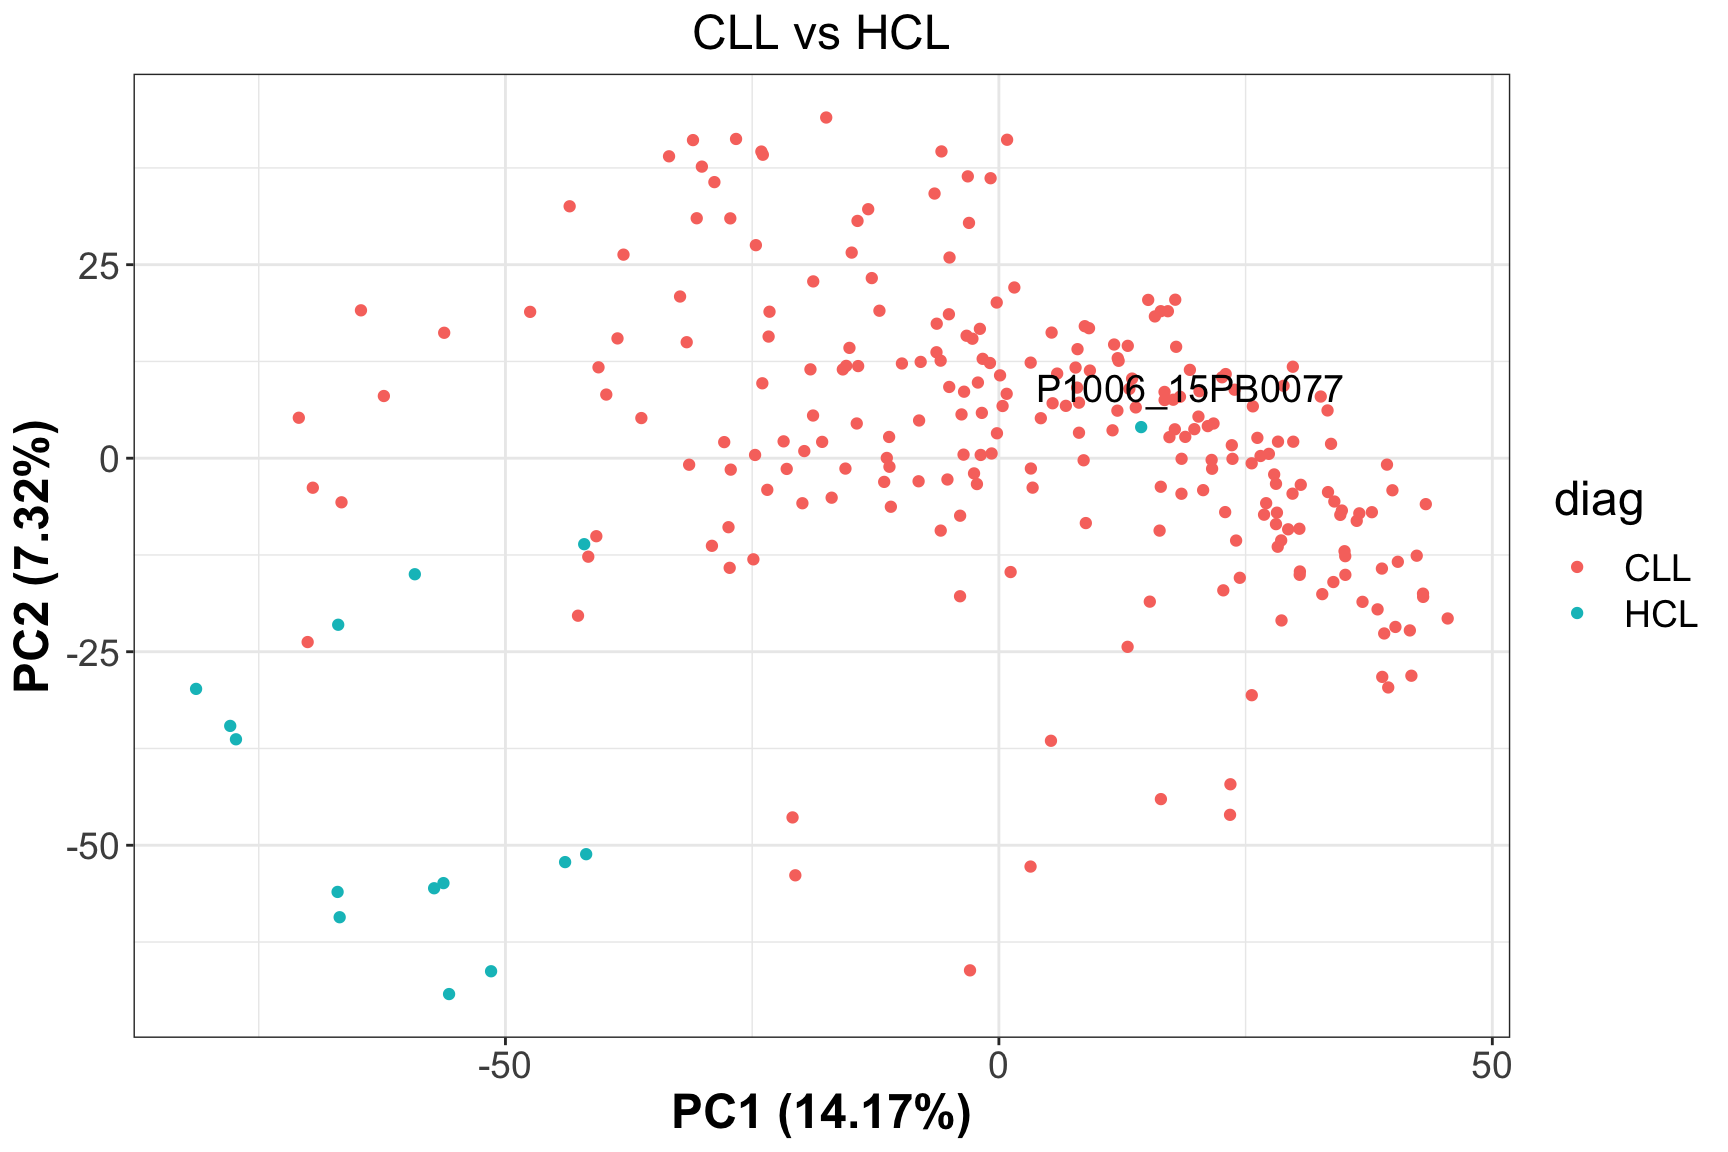 CLL vs HCL
PC2 (7.32%)
25
0
-25
-50
P1006_15PB0077
-50
0
50
PC1 (14.17%)
diag
CLL
HCL